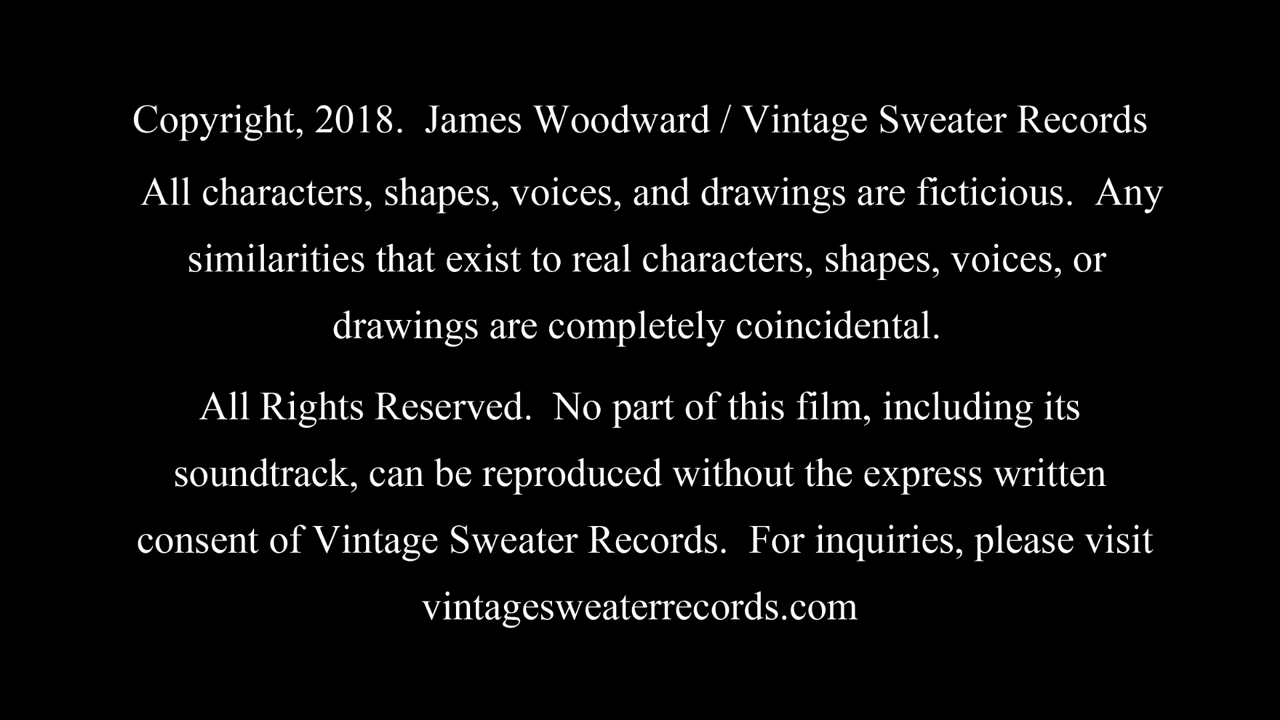 Copyright, 2018.  James Woodward / Vintage Sweater Records
All characters, shapes, voices, and drawings are ficticious.  Any
similarities that exist to real characters, shapes, voices, or
drawings are completely coincidental.
All Rights Reserved.  No part of this film, including its
soundtrack, can be reproduced without the express written
consent of Vintage Sweater Records.  For inquiries, please visit
vintagesweaterrecords.com